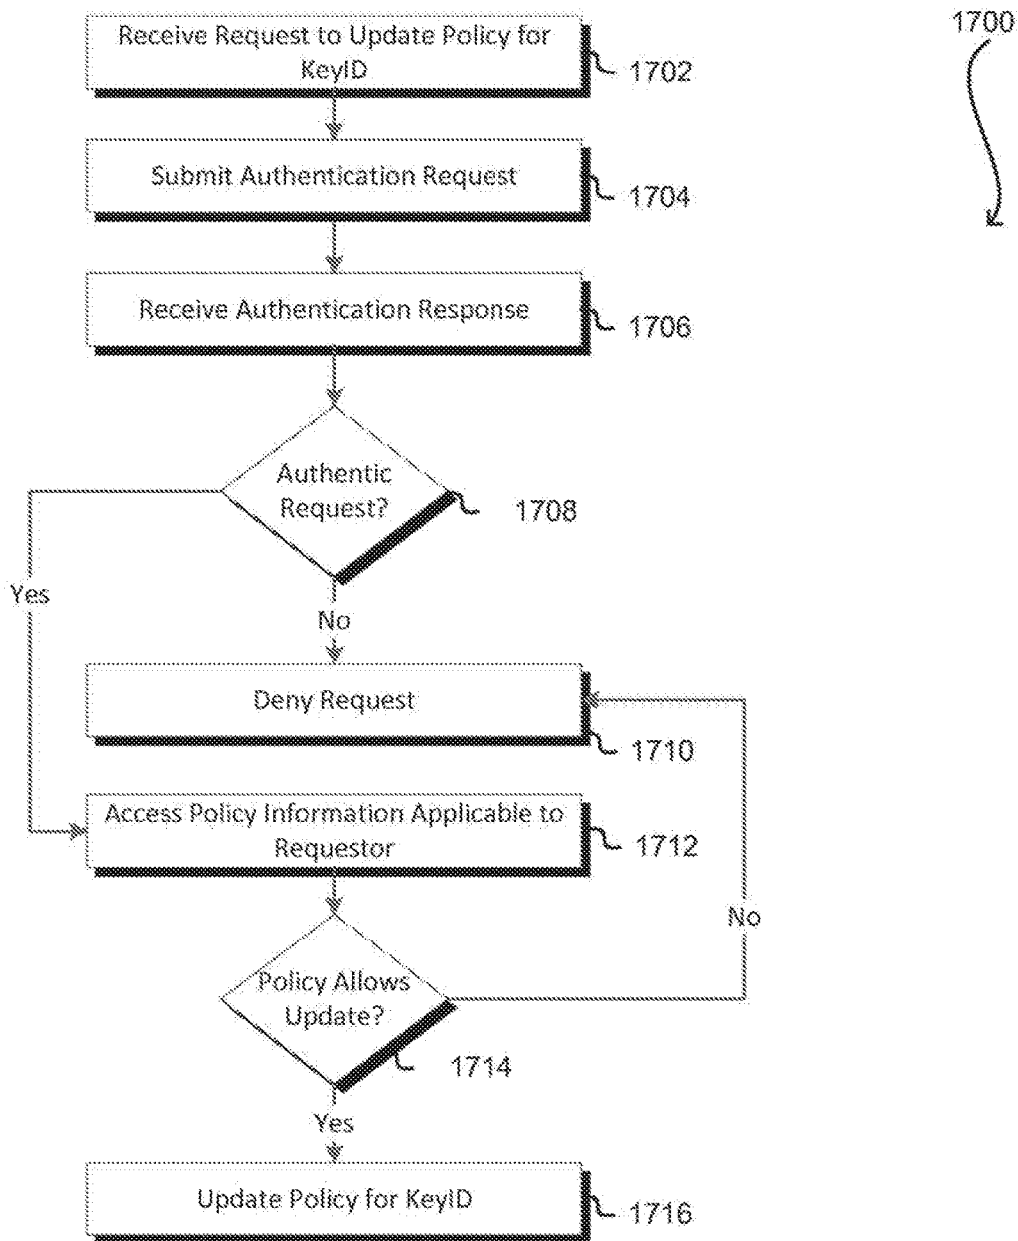 1700
Receive Request to Update Policy for
KeyID
1702
Submit Authentication Request
1704
Receive Authentication Response
1706
Authentic
Request?
1708
Yes
No
Deny Request
1710
Access Policy Information Applicable to
Requestor
1712
No
Policy Allows
Update?
1714
Yes
Update Policy for KeyID
1716